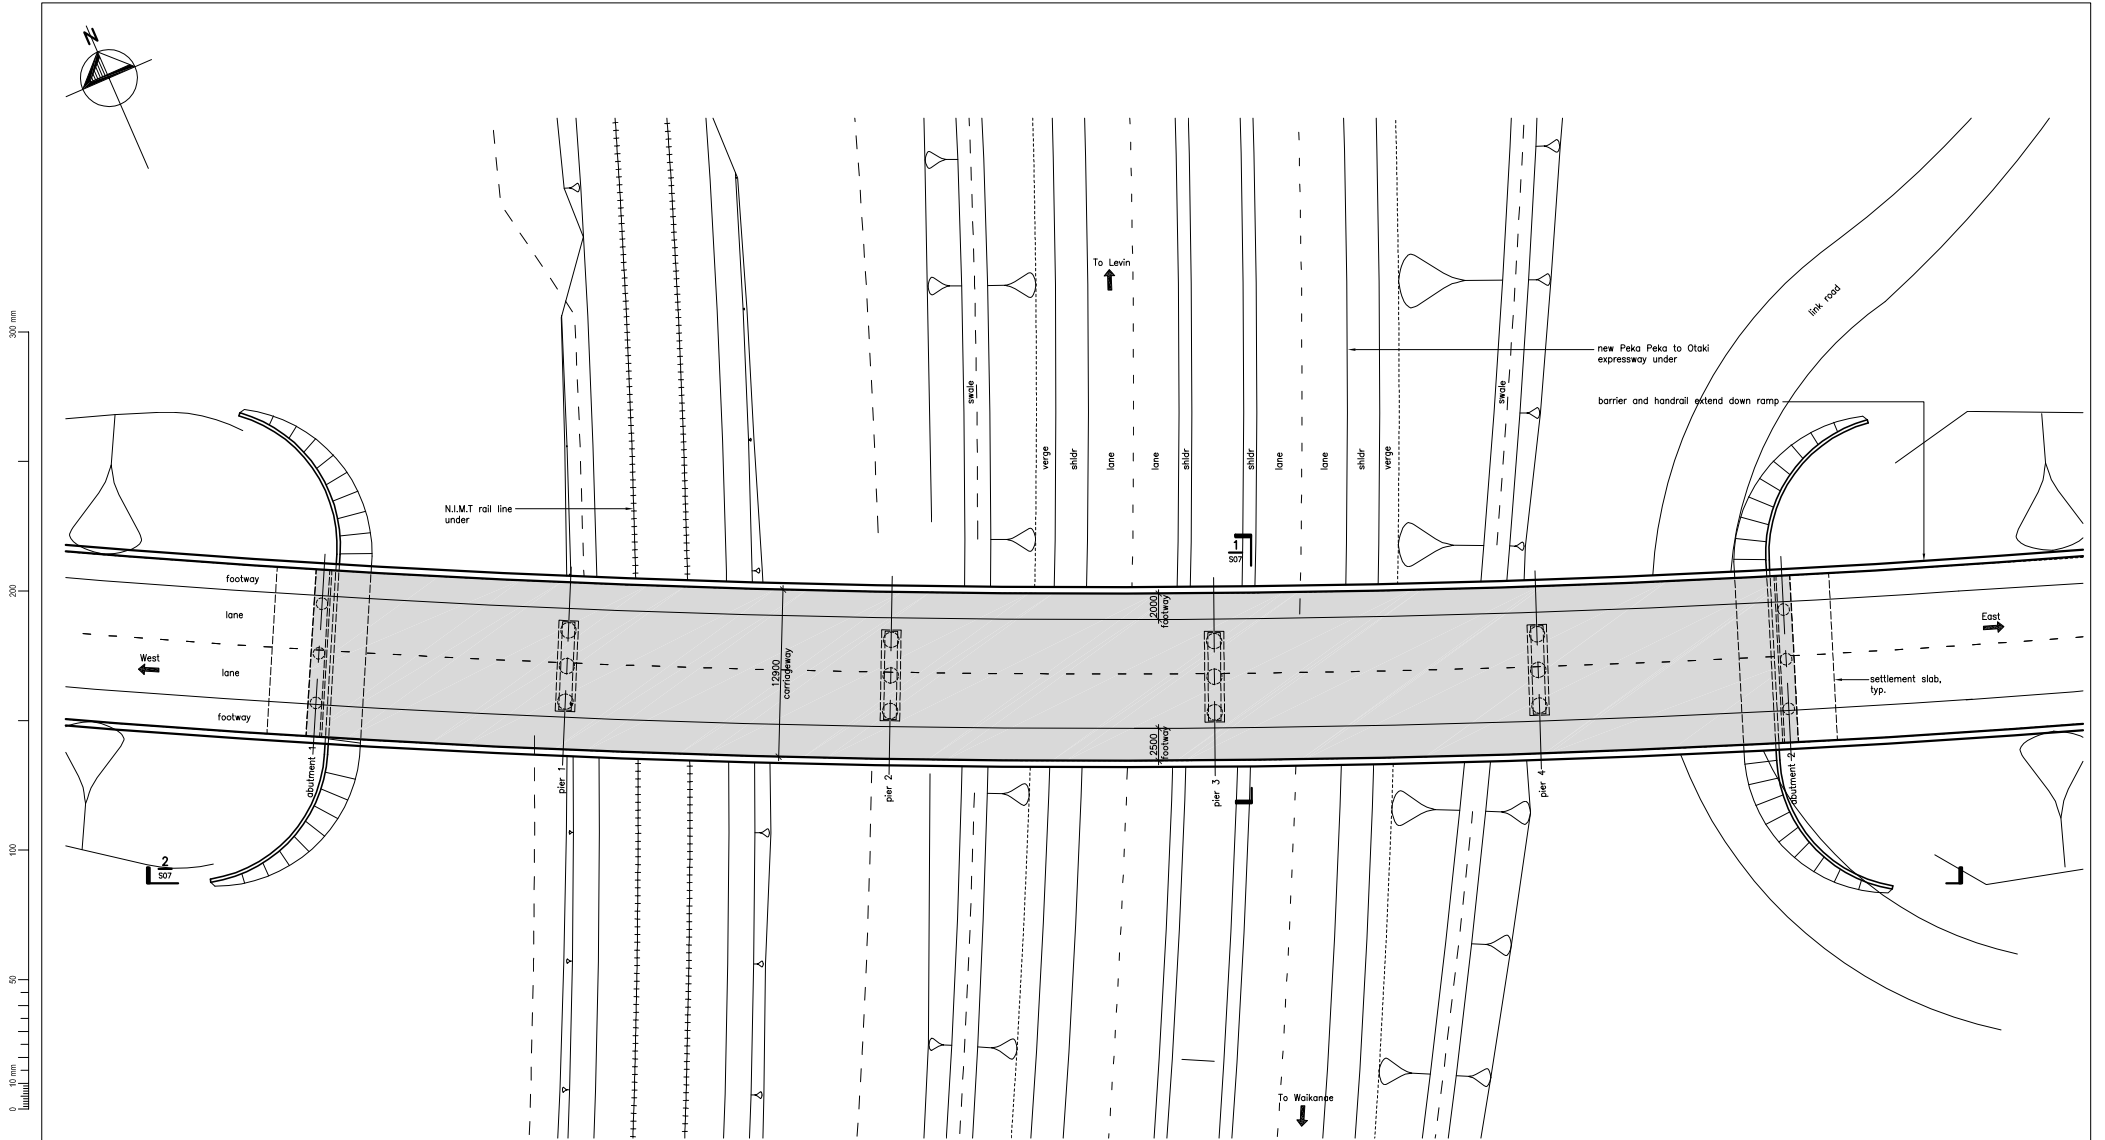 N
To Levin
link road
300 mm
new Peka Peka to Otaki
expressway under
barrier and handrail extend down ramp
swale
swale
verge
shldr
lane
lane
shldr
shldr
lane
lane
shldr
verge
N.I.M.T rail line
under
1
S07
footway
200
lane
2000
footway
East
West
lane
12900
carriageway
settlement slab,
typ.
footway
2500
footway
abutment 1
pier 1
pier 2
pier 3
pier 4
abutment 2
100
2
S07
50
10 mm
0
To Waikanae